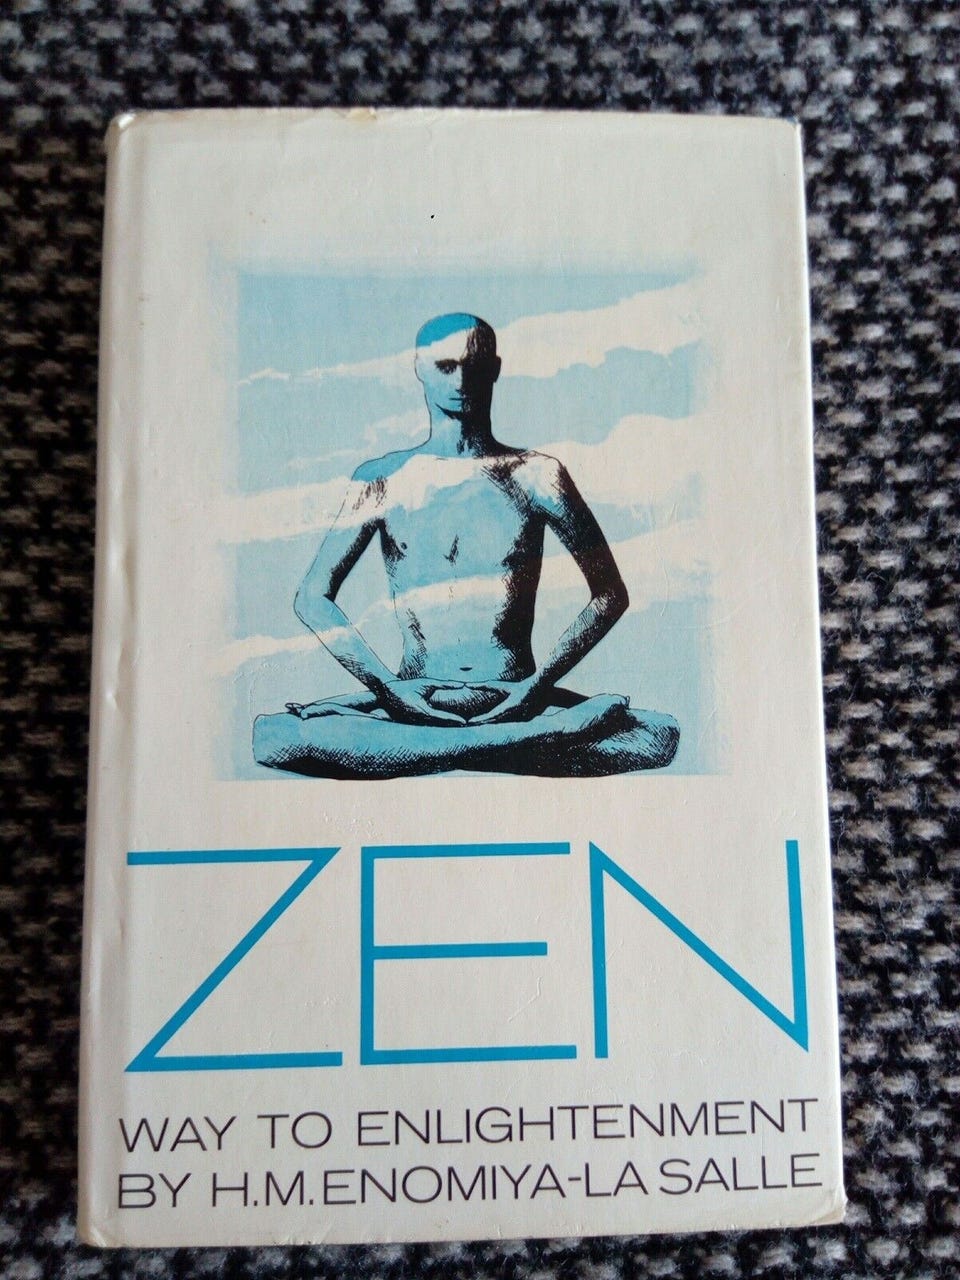 ZEN
WAY TO ENLIGHTENMENT
BY H.M.ENOMIYA-LA SALLE